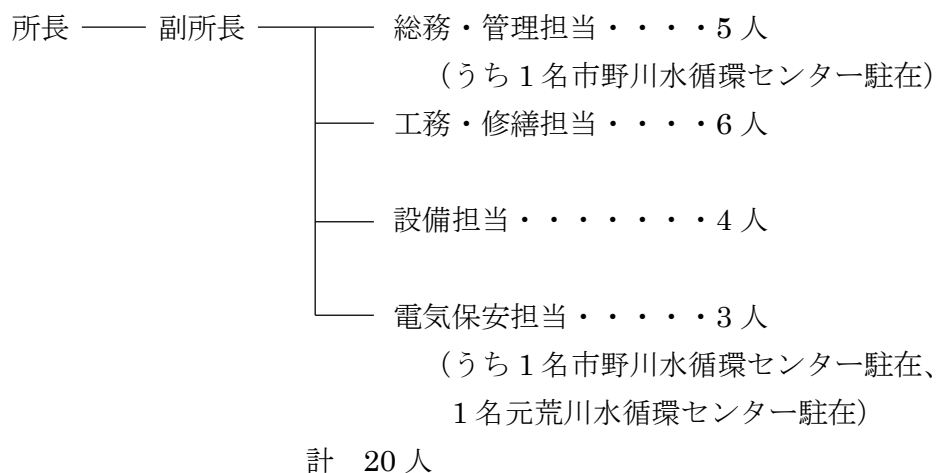 所長 副所長 総務・管理担当・・・・5人
(うち1名市野川水循環センター駐在)
工務・修繕担当・・・・6人
設備担当・・・・・・・4人
電気保安担当・・・・・3人
(うち1名市野川水循環センター駐在、
1名元荒川水循環センター駐在)
計 20人